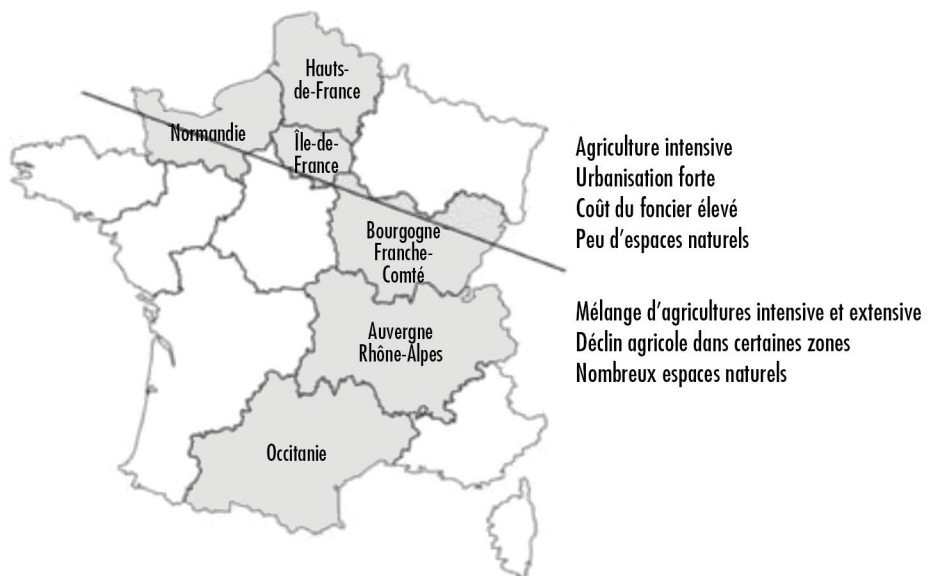 Hauts-
de-France
Normandie
Île-de-
France
Bourgogne
Franche-
Comté
Auvergne
Rhône-Alpes
Occitanie
Agriculture intensive
Urbanisation forte
Coût du foncier élevé
Peu d'espaces naturels
Mélange d'agricultures intensive et extensive
Déclin agricole dans certaines zones
Nombreux espaces naturels